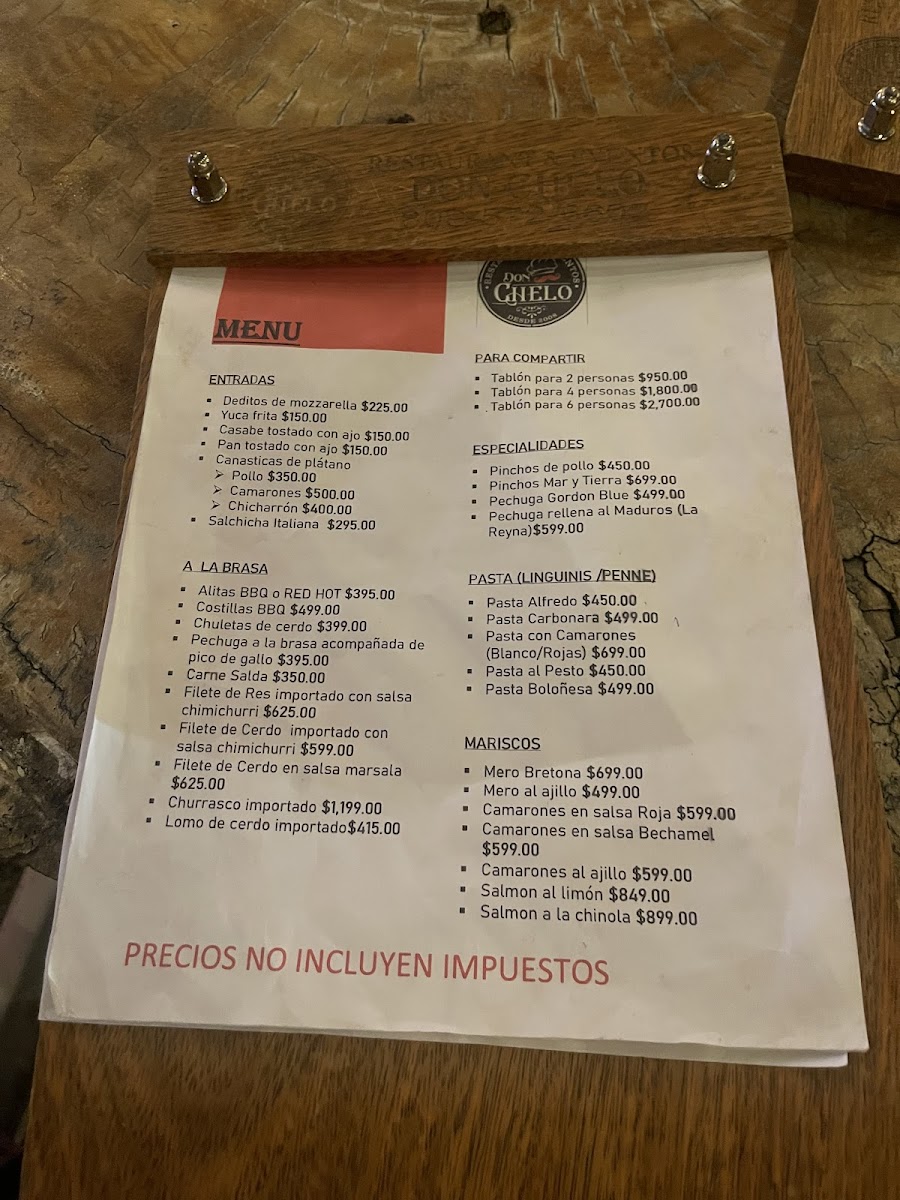 DON CHELO
MENU
DON
CHELO
DESDE 2008
ENTRADAS
▪ Deditos de mozzarella $225.00
▪ Yuca frita $150.00
▪ Casabe tostado con ajo $150.00
▪ Pan tostado con ajo $150.00
▪ Canasticas de plátano
➢ Pollo $350.00
➢ Camarones $500.00
➢ Chicharrón $400.00
▪ Salchicha Italiana $295.00
A LA BRASA
▪ Alitas BBQ o RED HOT $395.00
▪ Costillas BBQ $499.00
▪ Chuletas de cerdo $399.00
▪ Pechuga a la brasa acompañada de
pico de gallo $395.00
▪ Carne Salda $350.00
▪ Filete de Res importado con salsa
chimichurri $625.00
▪ Filete de Cerdo importado con
salsa chimichurri $599.00
▪ Filete de Cerdo en salsa marsala
$625.00
▪ Churrasco importado $1,199.00
▪ Lomo de cerdo importado$415.00
PARA COMPARTIR
▪ Tablón para 2 personas $950.00
▪ Tablón para 4 personas $1,800.00
▪ Tablón para 6 personas $2,700.00
ESPECIALIDADES
▪ Pinchos de pollo $450.00
▪ Pinchos Mar y Tierra $699.00
▪ Pechuga Gordon Blue $499.00
▪ Pechuga rellena al Maduros (La
Reyna)$599.00
PASTA (LINGUINIS /PENNE)
▪ Pasta Alfredo $450.00
▪ Pasta Carbonara $499.00
▪ Pasta con Camarones
(Blanco/Rojas) $699.00
▪ Pasta al Pesto $450.00
▪ Pasta Boloñesa $499.00
MARISCOS
▪ Mero Bretona $699.00
▪ Mero al ajillo $499.00
▪ Camarones en salsa Roja $599.00
▪ Camarones en salsa Bechamel
$599.00
▪ Camarones al ajillo $599.00
▪ Salmon al limón $849.00
▪ Salmon a la chinola $899.00
PRECIOS NO INCLUYEN IMPUESTOS